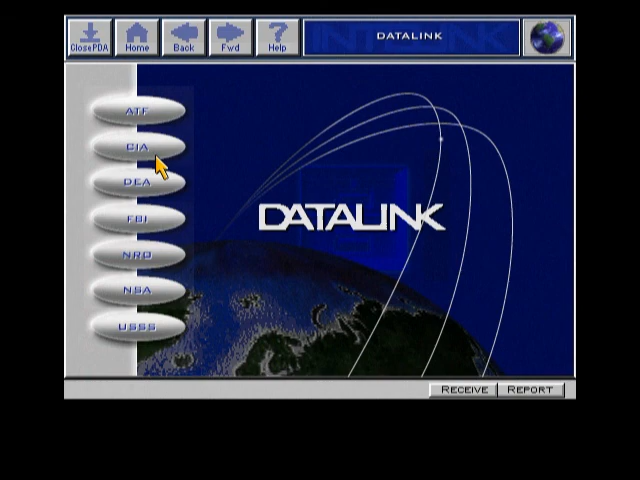 ClosePDA Home Back Fwd Help DATALINK
ATF
CIA
DEA
FBI
NRO
NSA
USSS
DATALINK
RECEIVE REPORT